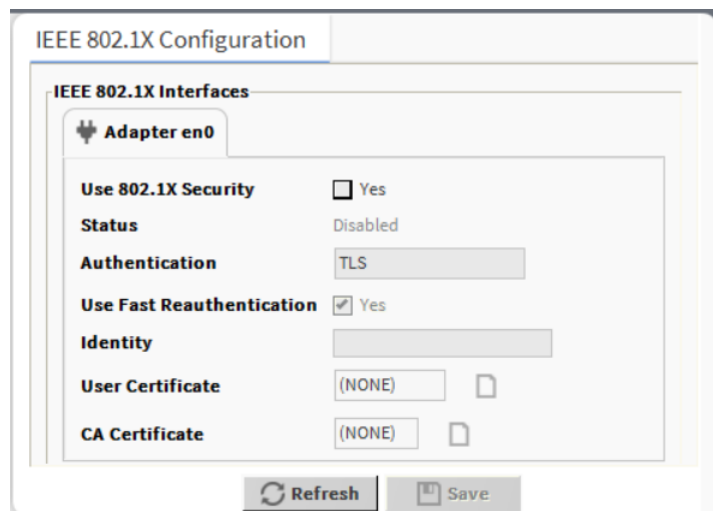 IEEE 802.1X Configuration
IEEE 802.1X Interfaces
Adapter en0
Use 802.1X Security Yes
Status Disabled
Authentication TLS
Use Fast Reauthentication Yes
Identity
User Certificate (NONE)
CA Certificate (NONE)
Refresh Save